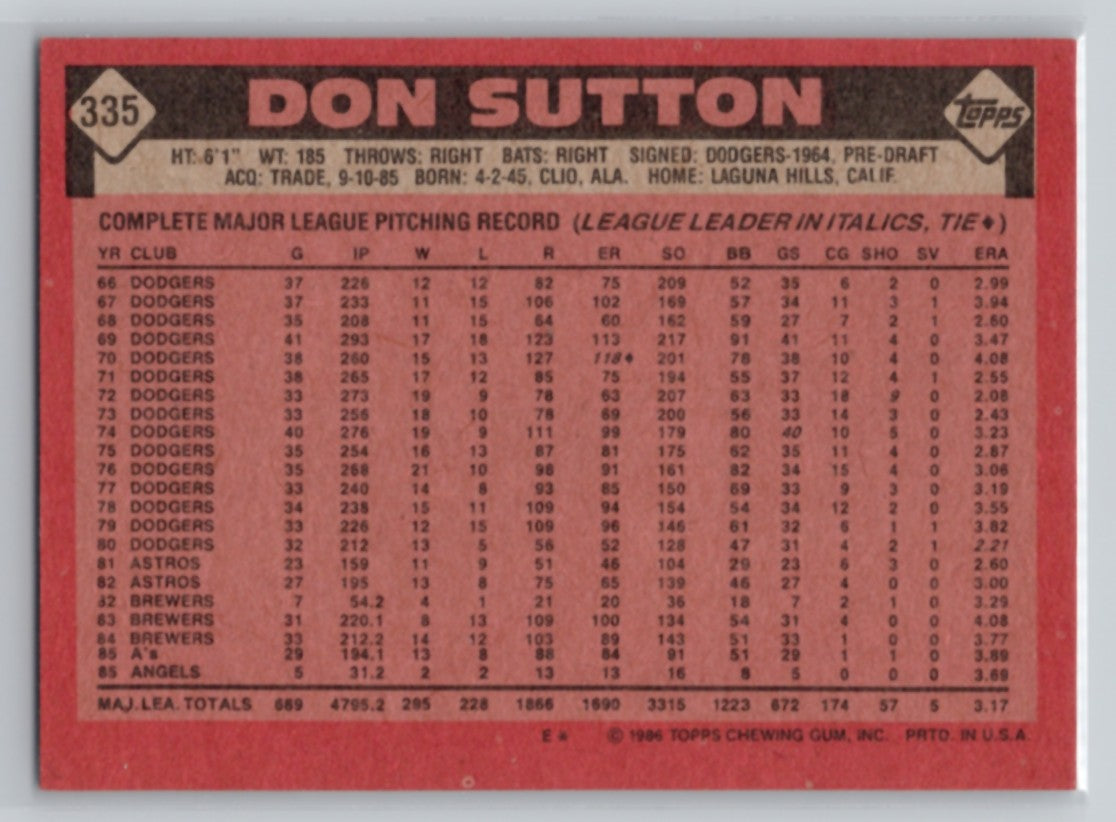 335 DON SUTTON TOPPS
HT: 6'1" WT: 185 THROWS: RIGHT BATS: RIGHT SIGNED: DODGERS-1964, PRE-DRAFT
ACQ: TRADE, 9-10-85 BORN: 4-2-45, CLIO, ALA. HOME: LAGUNA HILLS, CALIF.
COMPLETE MAJOR LEAGUE PITCHING RECORD (LEAGUE LEADER IN ITALICS, TIE♦)
YR CLUB G IP W L R ER SO BB GS CG SHO SV ERA
66 DODGERS 37 226 12 12 82 75 209 52 35 6 2 0 2.99
67 DODGERS 37 233 11 15 106 102 169 57 34 11 3 1 3.94
68 DODGERS 35 208 11 15 64 60 162 59 27 7 2 1 2.60
69 DODGERS 41 293 17 18 123 113 217 91 41 11 4 0 3.47
70 DODGERS 38 260 15 13 127 118♦ 201 78 38 10 4 0 4.08
71 DODGERS 38 265 17 12 85 75 194 55 37 12 4 1 2.55
72 DODGERS 33 273 19 9 78 63 207 63 33 18 9 0 2.08
73 DODGERS 33 256 18 10 78 69 200 56 33 14 3 0 2.43
74 DODGERS 40 276 19 9 111 99 179 80 40 10 5 0 3.23
75 DODGERS 35 254 16 13 87 81 175 62 35 11 4 0 2.87
76 DODGERS 35 268 21 10 98 91 161 82 34 15 4 0 3.06
77 DODGERS 33 240 14 8 93 85 150 69 33 9 3 0 3.19
78 DODGERS 34 238 15 11 109 94 154 54 34 12 2 0 3.55
79 DODGERS 33 226 12 15 109 96 146 61 32 6 1 1 3.82
80 DODGERS 32 212 13 5 56 52 128 47 31 4 2 1 2.21
81 ASTROS 23 159 11 9 51 46 104 29 23 6 3 0 2.60
82 ASTROS 27 195 13 8 75 65 139 46 27 4 0 0 3.00
82 BREWERS 7 54.2 4 1 21 20 36 18 7 2 1 0 3.29
83 BREWERS 31 220.1 8 13 109 100 134 54 31 4 0 0 4.08
84 BREWERS 33 212.2 14 12 103 89 143 51 33 1 0 0 3.77
85 A's 29 194.1 13 8 88 84 91 51 29 1 1 0 3.89
85 ANGELS 5 31.2 2 2 13 13 16 8 5 0 0 0 3.69
MAJ. LEA. TOTALS 689 4795.2 295 228 1866 1690 3315 1223 672 174 57 5 3.17
E * © 1986 TOPPS CHEWING GUM, INC. PRTD. IN U.S.A.